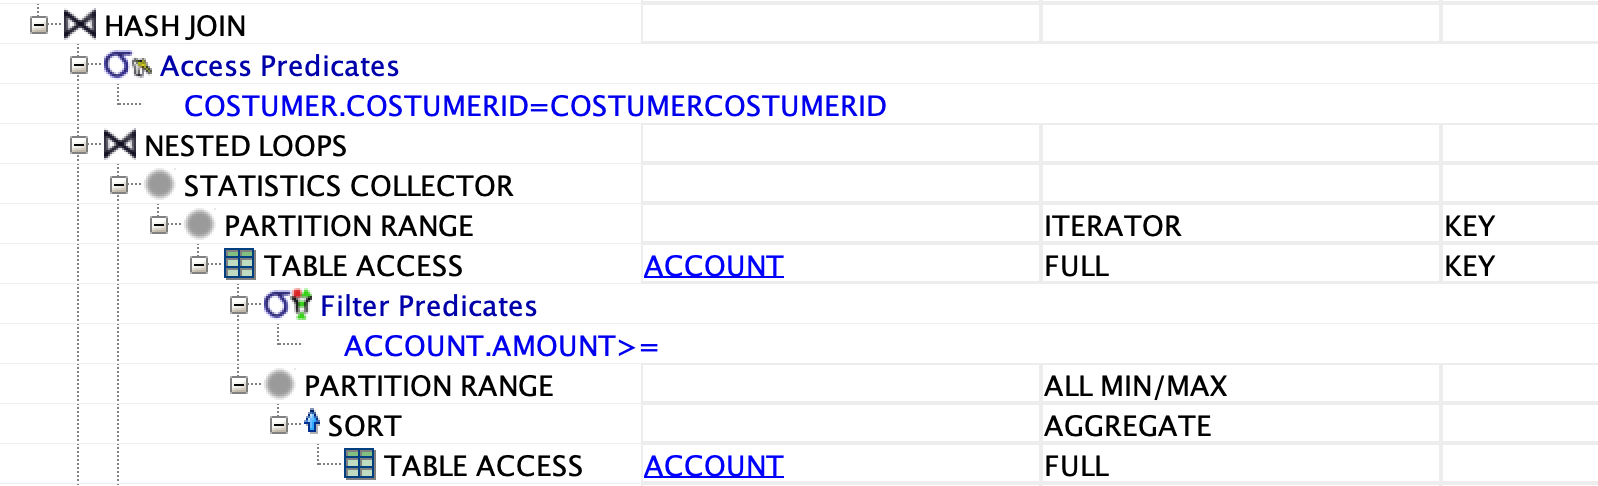 HASH JOIN
Access Predicates
COSTUMER.COSTUMERID=COSTUMERCOSTUMERID
NESTED LOOPS
STATISTICS COLLECTOR
PARTITION RANGE ITERATOR KEY
TABLE ACCESS ACCOUNT FULL KEY
Filter Predicates
ACCOUNT.AMOUNT>=
PARTITION RANGE ALL MIN/MAX
SORT AGGREGATE
TABLE ACCESS ACCOUNT FULL